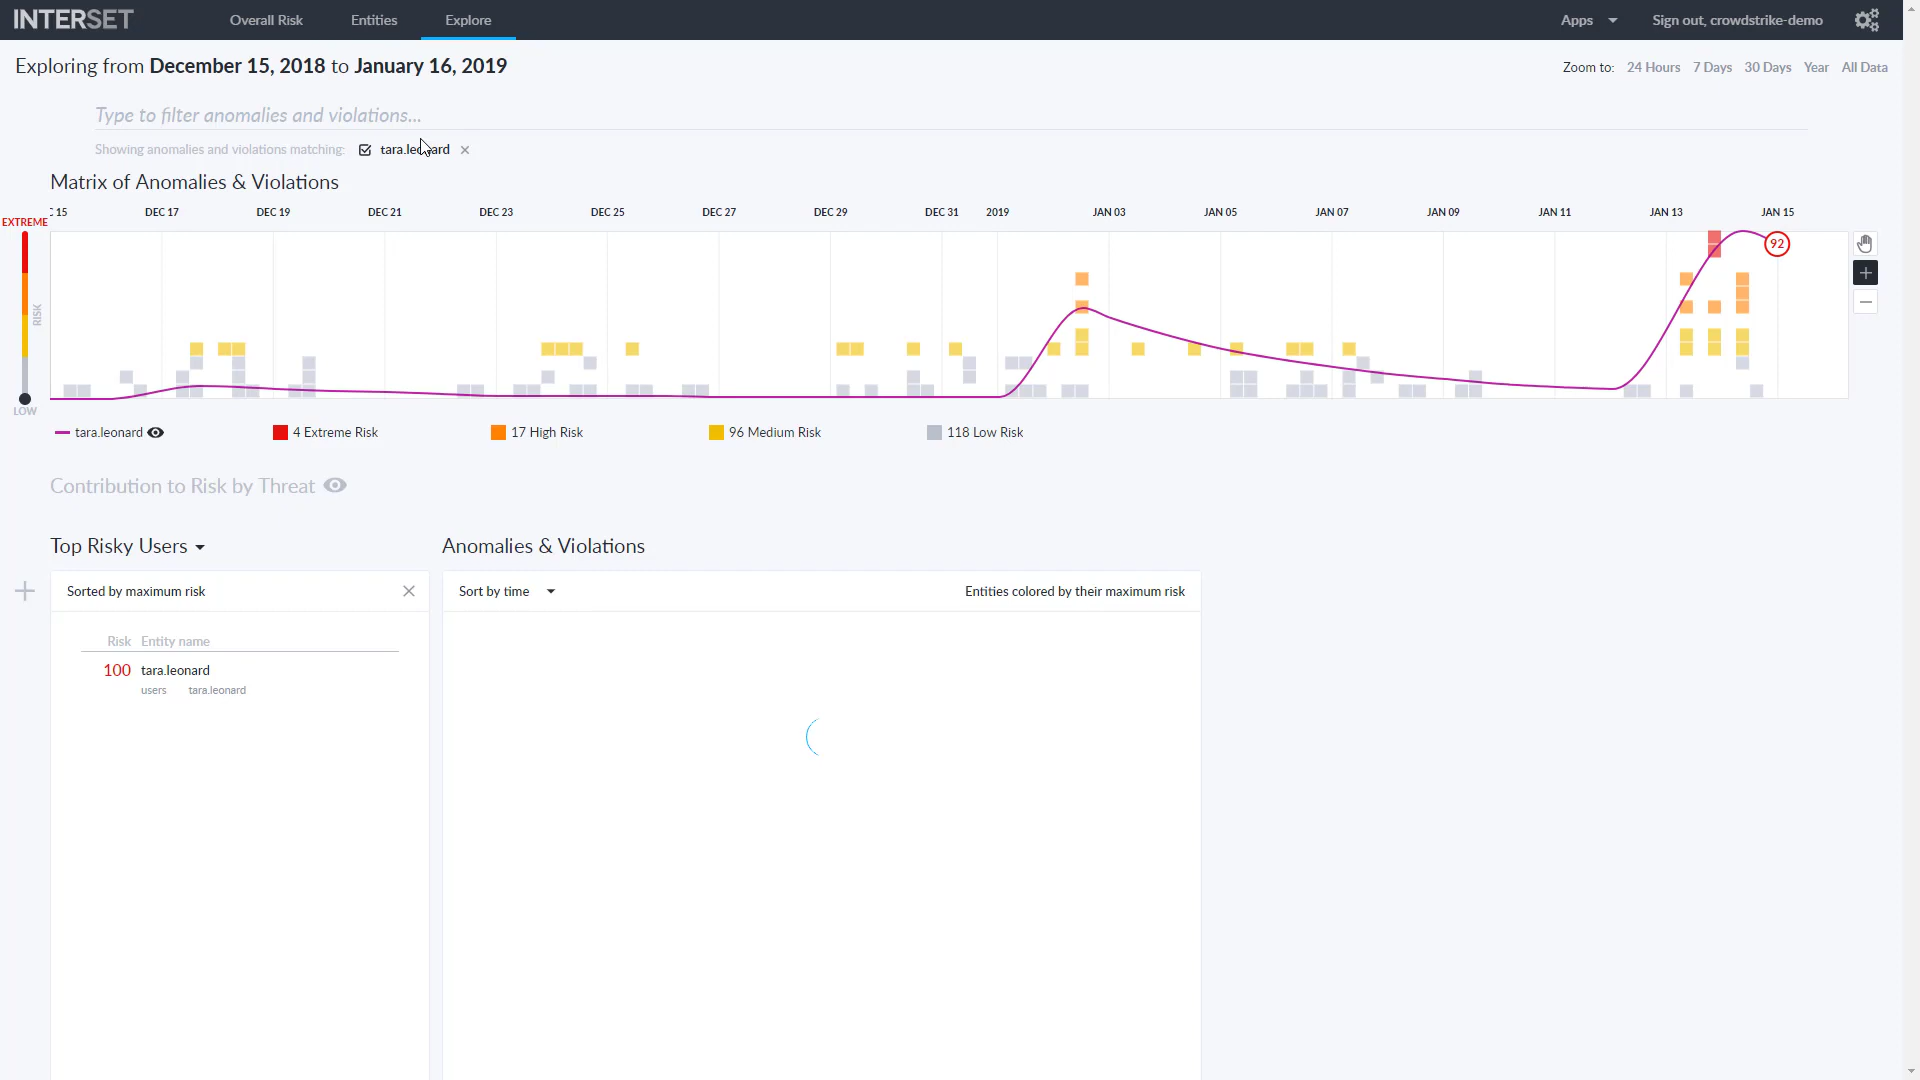 INTERSET
Overall Risk
Entities
Explore
Apps
Sign out, crowdstrike-demo
Exploring from December 15, 2018 to January 16, 2019
Zoom to: 24 Hours 7 Days 30 Days Year All Data
Type to filter anomalies and violations...
Showing anomalies and violations matching: tara.leonard
Matrix of Anomalies & Violations
C 15 DEC 17 DEC 19 DEC 21 DEC 23 DEC 25 DEC 27 DEC 29 DEC 31 2019 JAN 03 JAN 05 JAN 07 JAN 09 JAN 11 JAN 13 JAN 15
EXTREME
92
RISK
LOW
tara.leonard
4 Extreme Risk
17 High Risk
96 Medium Risk
118 Low Risk
Contribution to Risk by Threat
Top Risky Users
Anomalies & Violations
Sorted by maximum risk
Sort by time
Entities colored by their maximum risk
Risk Entity name
100 tara.leonard
users tara.leonard